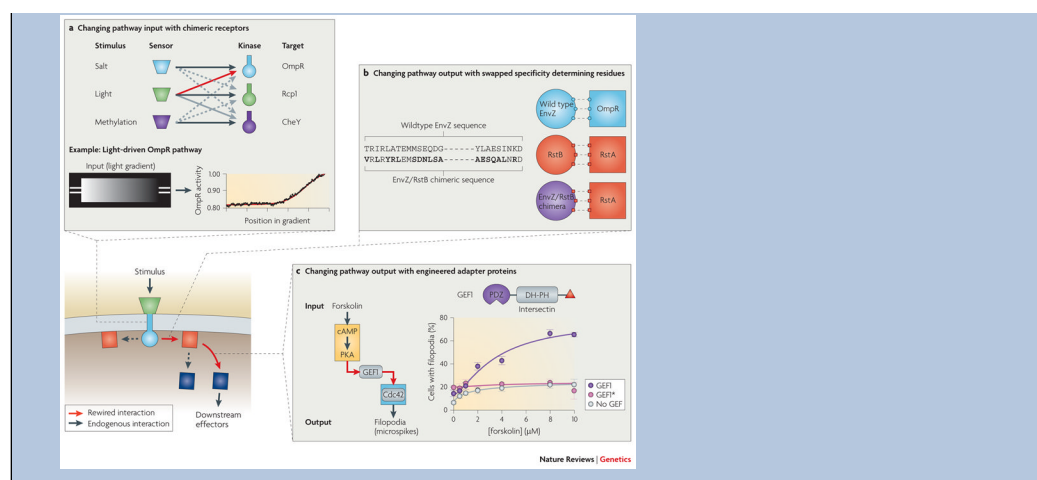 a Changing pathway input with chimeric receptors
Stimulus Sensor Kinase Target
Salt OmpR
Light Rcp1
Methylation CheY
Example: Light-driven OmpR pathway
Input (light gradient)
OmpR activity
1.00
0.90
0.80
Position in gradient
b Changing pathway output with swapped specificity determining residues
Wildtype EnvZ sequence
TRIRLATEMMSEQDG------YLAESINKD
VRLRYRLEMSDNLSA------AESQALNRD
EnvZ/RstB chimeric sequence
Wild type
EnvZ
OmpR
RstB
RstA
EnvZ/RstB
chimera
RstA
Stimulus
Downstream
effectors
Rewired interaction
Endogenous interaction
c Changing pathway output with engineered adapter proteins
Input
Forskolin
cAMP
PKA
GEF1
Cdc42
Output
Filopodia
(microspikes)
GEF1 PDZ DH-PH
Intersectin
Cells with filopodia (%)
80
60
40
20
0
0 2 4 6 8 10
[forskolin] (µM)
GEF1
GEF1*
No GEF
Nature Reviews | Genetics